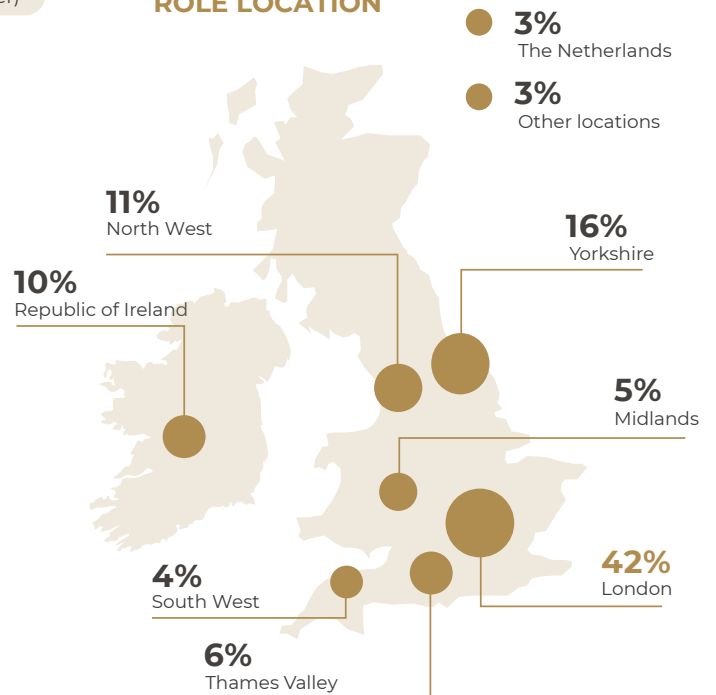 ROLE LOCATION
3%
The Netherlands
3%
Other locations
11%
North West
16%
Yorkshire
10%
Republic of Ireland
5%
Midlands
42%
London
4%
South West
6%
Thames Valley